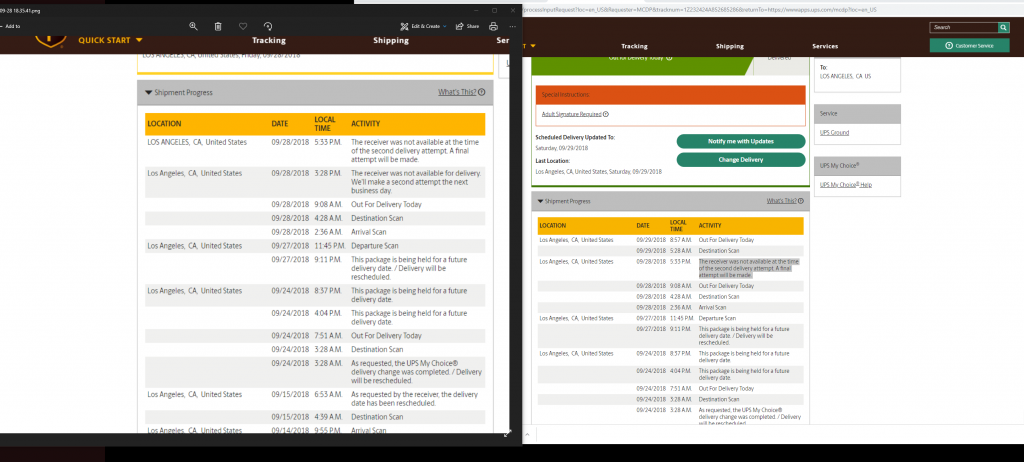 09-28 18.35.41.png
Add to
Edit & Create
Share
QUICK START
Tracking
Shipping
Ser
LOS ANGELES, CA, United States, Friday, 09/28/2018
Shipment Progress
What's This?
LOCATION DATE LOCAL TIME ACTIVITY
LOS ANGELES, CA, United States 09/28/2018 5:33 P.M. The receiver was not available at the time
of the second delivery attempt. A final
attempt will be made.
Los Angeles, CA, United States 09/28/2018 3:28 P.M. The receiver was not available for delivery.
We'll make a second attempt the next
business day.
09/28/2018 9:08 A.M. Out For Delivery Today
09/28/2018 4:28 A.M. Destination Scan
09/28/2018 2:36 A.M. Arrival Scan
Los Angeles, CA, United States 09/27/2018 11:45 P.M. Departure Scan
09/27/2018 9:11 P.M. This package is being held for a future
delivery date. / Delivery will be
rescheduled.
Los Angeles, CA, United States 09/24/2018 8:37 P.M. This package is being held for a future
delivery date.
09/24/2018 4:04 P.M. This package is being held for a future
delivery date.
09/24/2018 7:51 A.M. Out For Delivery Today
09/24/2018 3:28 A.M. Destination Scan
09/24/2018 3:28 A.M. As requested, the UPS My Choice®
delivery change was completed. / Delivery
will be rescheduled.
Los Angeles, CA, United States 09/15/2018 6:53 A.M. As requested by the receiver, the delivery
date has been rescheduled.
09/15/2018 4:39 A.M. Destination Scan
Los Angeles, CA, United States 09/14/2018 9:55 P.M. Arrival Scan
T
Tracking
Shipping
Services
Search
Customer Service
Out for Delivery Today
Delivered
Special Instructions
Adult Signature Required
Scheduled Delivery Updated To:
Saturday, 09/29/2018
Last Location:
Los Angeles, CA, United States, Saturday, 09/29/2018
Notify me with Updates
Change Delivery
To:
LOS ANGELES, CA US
Service
UPS Ground
UPS My Choice®
UPS My Choice® Help
Shipment Progress
What's This?
LOCATION DATE LOCAL TIME ACTIVITY
Los Angeles, CA, United States 09/29/2018 8:57 A.M. Out For Delivery Today
09/29/2018 5:28 A.M. Destination Scan
Los Angeles, CA, United States 09/28/2018 5:33 P.M. The receiver was not available at the time
of the second delivery attempt. A final
attempt will be made.
09/28/2018 9:08 A.M. Out For Delivery Today
09/28/2018 4:28 A.M. Destination Scan
09/28/2018 2:36 A.M. Arrival Scan
Los Angeles, CA, United States 09/27/2018 11:45 P.M. Departure Scan
09/27/2018 9:11 P.M. This package is being held for a future
delivery date. / Delivery will be
rescheduled.
Los Angeles, CA, United States 09/24/2018 8:37 P.M. This package is being held for a future
delivery date.
09/24/2018 4:04 P.M. This package is being held for a future
delivery date.
09/24/2018 7:51 A.M. Out For Delivery Today
09/24/2018 3:28 A.M. Destination Scan
09/24/2018 3:28 A.M. As requested, the UPS My Choice®
delivery change was completed. / Delivery
will be rescheduled.